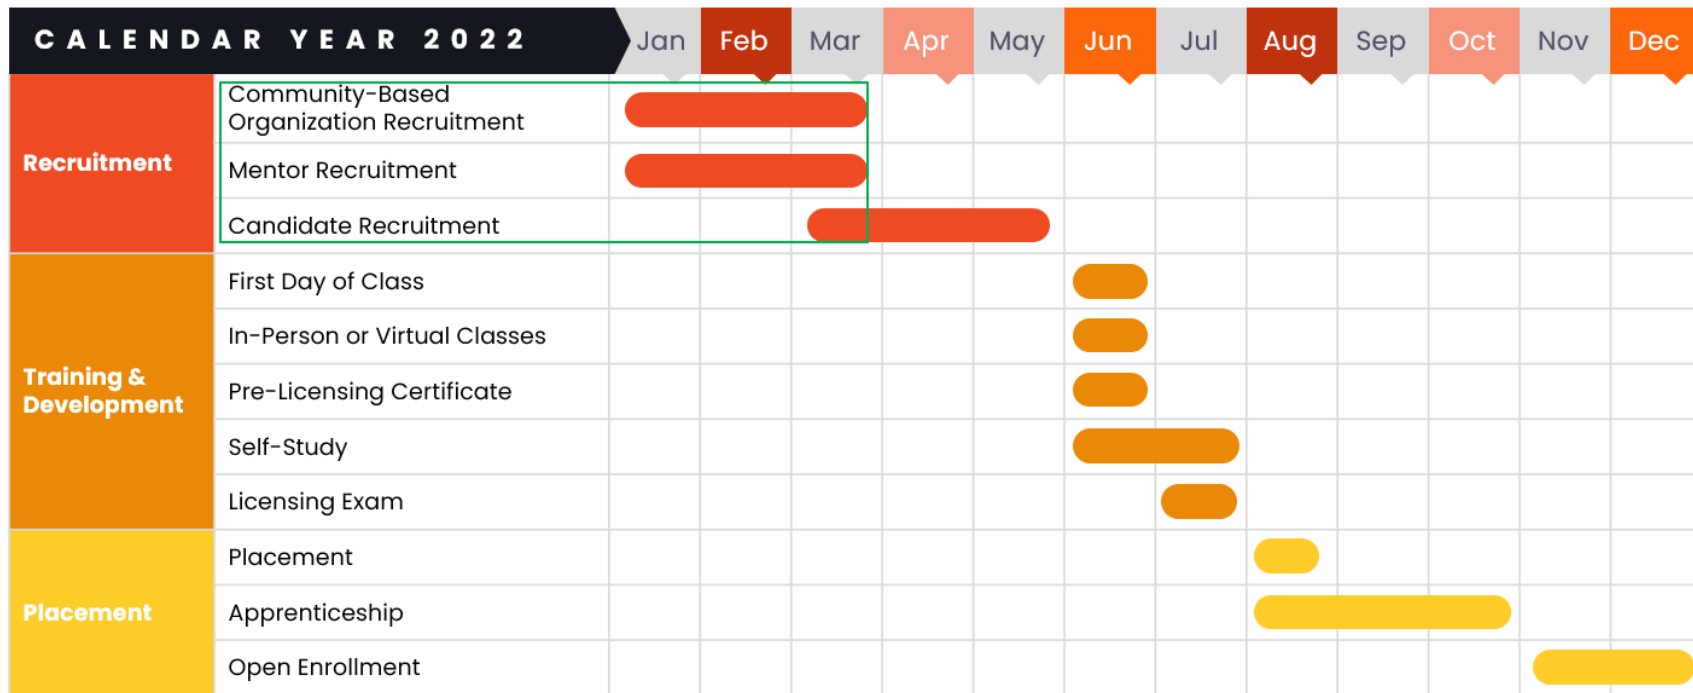 CALENDAR YEAR 2022
Jan Feb Mar Apr May Jun Jul Aug Sep Oct Nov Dec
Recruitment
Community-Based
Organization Recruitment
Mentor Recruitment
Candidate Recruitment
Training &
Development
First Day of Class
In-Person or Virtual Classes
Pre-Licensing Certificate
Self-Study
Licensing Exam
Placement
Placement
Apprenticeship
Open Enrollment